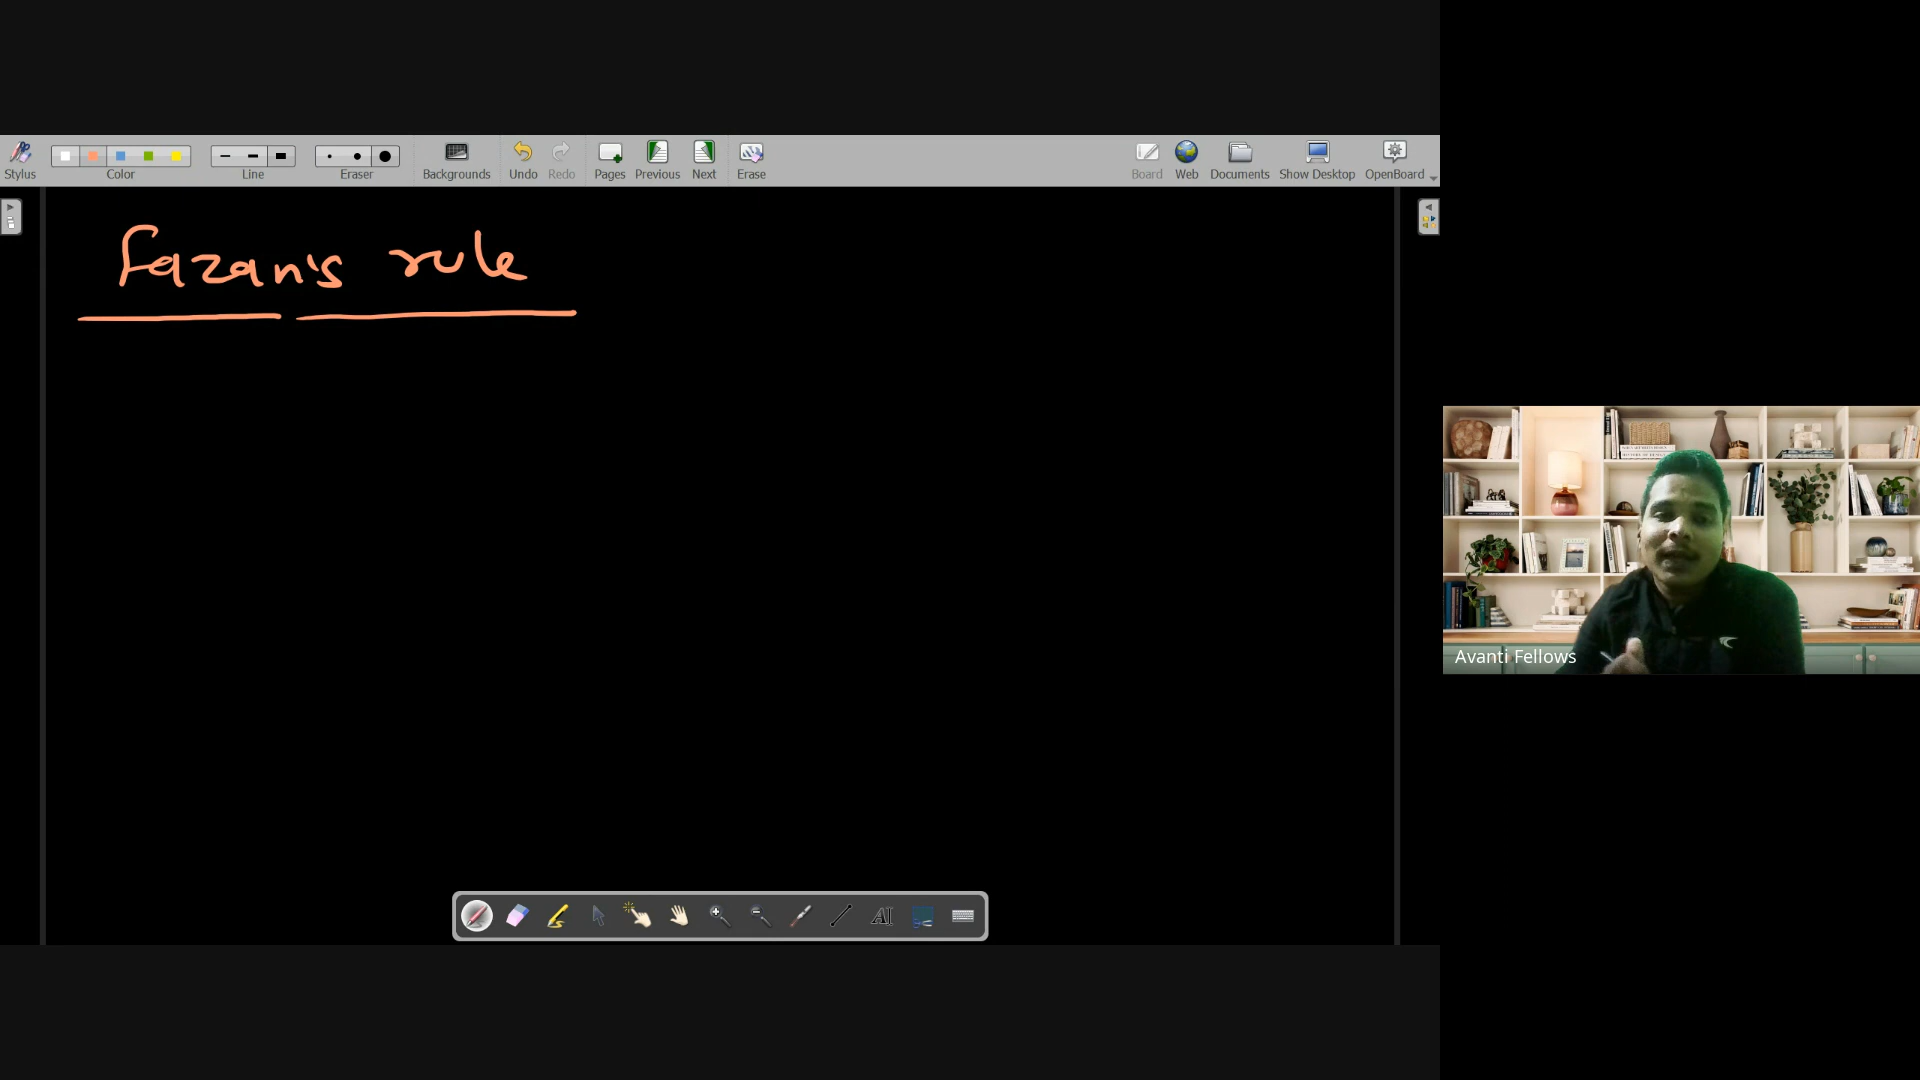 Stylus Color Line Eraser Backgrounds Undo Redo Pages Previous Next Erase Board Web Documents Show Desktop OpenBoard
fazan's rule
Avanti Fellows